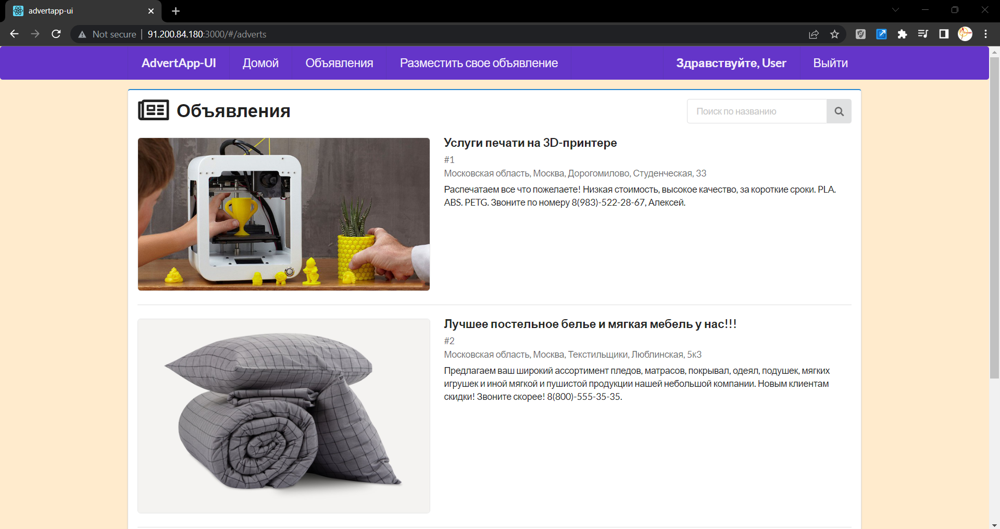 advertapp-ui
Not secure
91.200.84.180:3000/#/adverts
AdvertApp-UI
Домой
Объявления
Разместить свое объявление
Здравствуйте, User
Выйти
Объявления
Поиск по названию
Услуги печати на 3D-принтере
#1
Московская область, Москва, Дорогомилово, Студенческая, 33
Распечатаем все что пожелаете! Низкая стоимость, высокое качество, за короткие сроки. PLA.
ABS. PETG. Звоните по номеру 8(983)-522-28-67, Алексей.
Лучшее постельное белье и мягкая мебель у нас!!!
#2
Московская область, Москва, Текстильщики, Люблинская, 5к3
Предлагаем ваш широкий ассортимент пледов, матрасов, покрывал, одеял, подушек, мягких
игрушек и иной мягкой и пушистой продукции нашей небольшой компании. Новым клиентам
скидки! Звоните скорее! 8(800)-555-35-35.